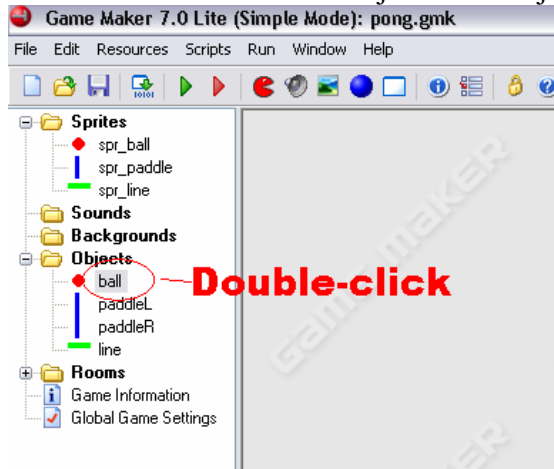 Game Maker 7.0 Lite (Simple Mode): pong.gmk
File Edit Resources Scripts Run Window Help
Sprites
spr_ball
spr_paddle
spr_line
Sounds
Backgrounds
Objects
ball
Double-click
paddleL
paddleR
line
Rooms
Game Information
Global Game Settings